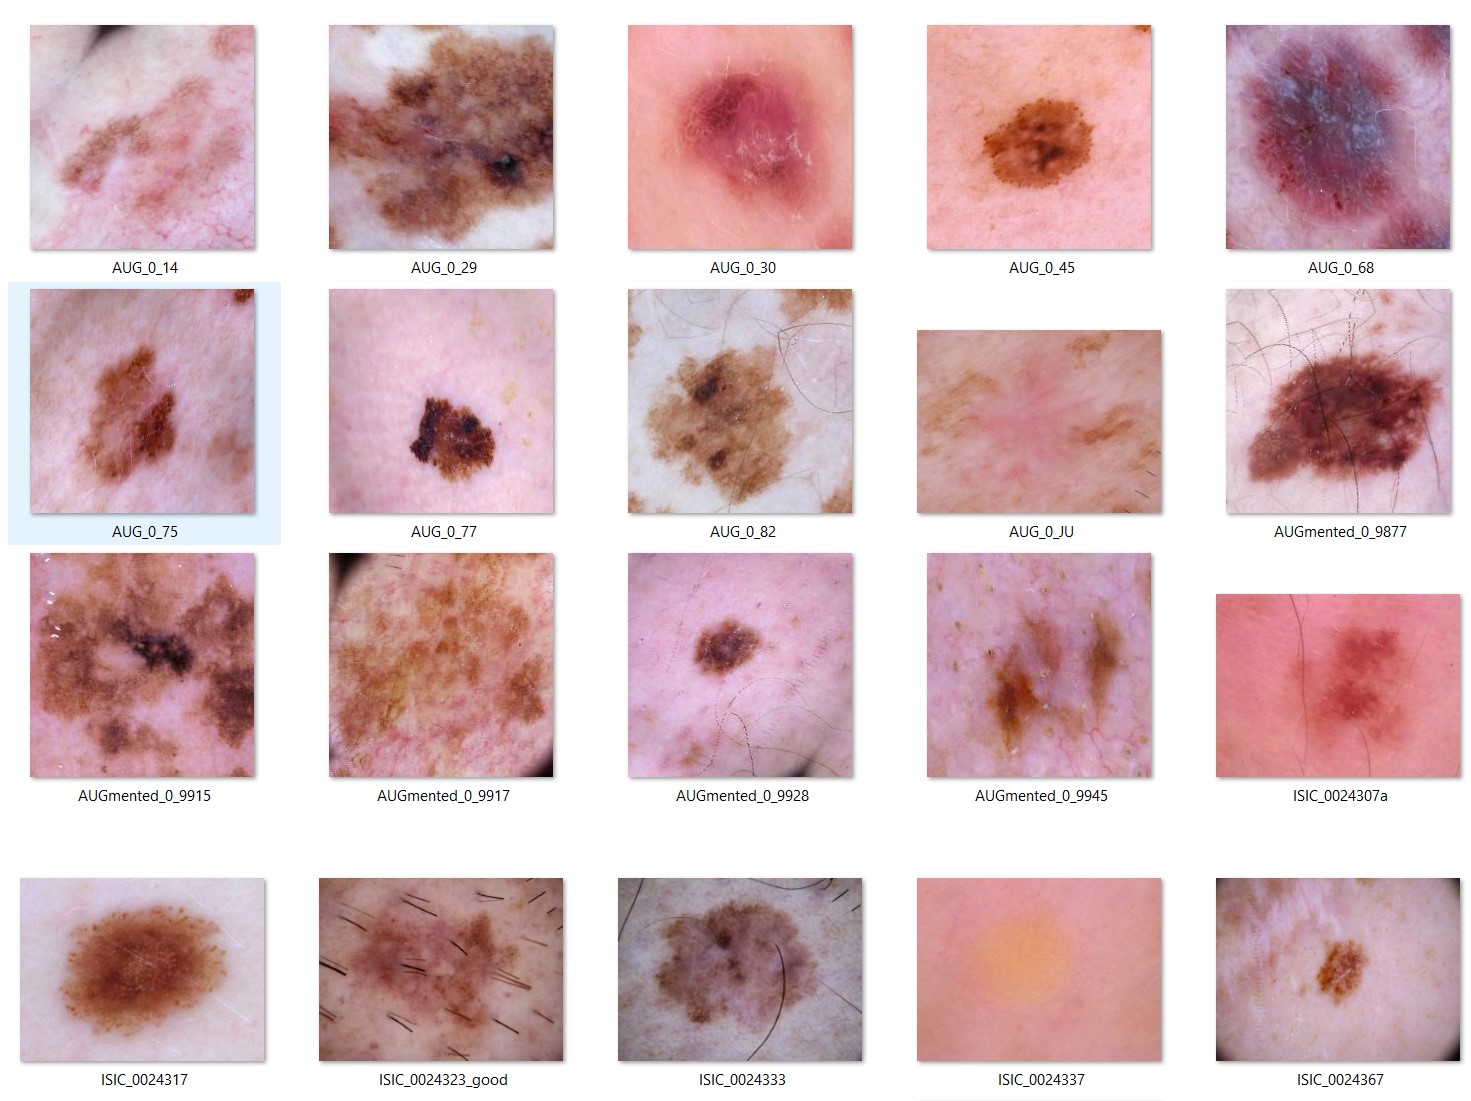 AUG_0_14
AUG_0_29
AUG_0_30
AUG_0_45
AUG_0_68
AUG_0_75
AUG_0_77
AUG_0_82
AUG_0_JU
AUGmented_0_9877
AUGmented_0_9915
AUGmented_0_9917
AUGmented_0_9928
AUGmented_0_9945
ISIC_0024307a
ISIC_0024317
ISIC_0024323_good
ISIC_0024333
ISIC_0024337
ISIC_0024367